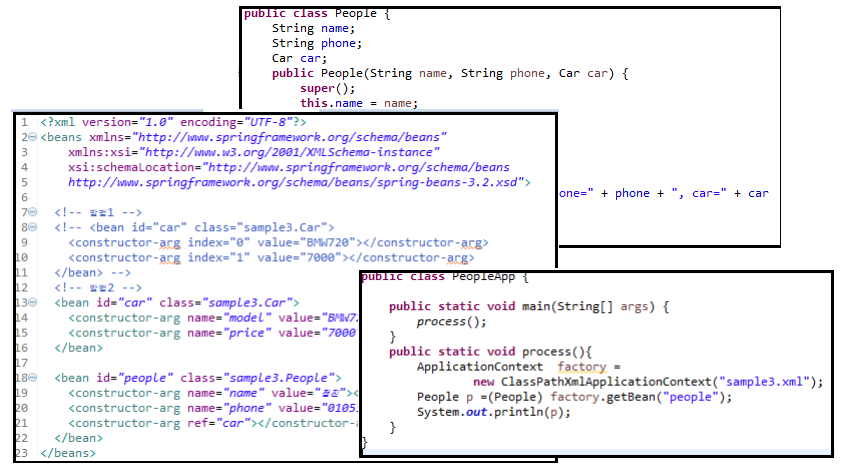 public class People {
String name;
String phone;
Car car;
public People(String name, String phone, Car car) {
super();
this.name = name;
one=" + phone + ", car=" + car
1 <?xml version="1.0" encoding="UTF-8"?>
2 <beans xmlns="http://www.springframework.org/schema/beans"
3 xmlns:xsi="http://www.w3.org/2001/XMLSchema-instance"
4 xsi:schemaLocation="http://www.springframework.org/schema/beans
5 http://www.springframework.org/schema/beans/spring-beans-3.2.xsd">
6
7 <!-- 방법1 -->
8 <!-- <bean id="car" class="sample3.Car">
9 <constructor-arg index="0" value="BMW720"></constructor-arg>
10 <constructor-arg index="1" value="7000"></constructor-arg>
11 </bean> -->
12 <!-- 방법2 -->
13 <bean id="car" class="sample3.Car">
14 <constructor-arg name="model" value="BMW7
15 <constructor-arg name="price" value="7000
16 </bean>
17
18 <bean id="people" class="sample3.People">
19 <constructor-arg name="name" value="
20 <constructor-arg name="phone" value="0105
21 <constructor-arg ref="car"></constructor-a
22 </bean>
23 </beans>
public class PeopleApp {
public static void main(String[] args) {
process();
}
public static void process(){
ApplicationContext factory =
new ClassPathXmlApplicationContext("sample3.xml");
People p =(People) factory.getBean("people");
System.out.println(p);
}
}